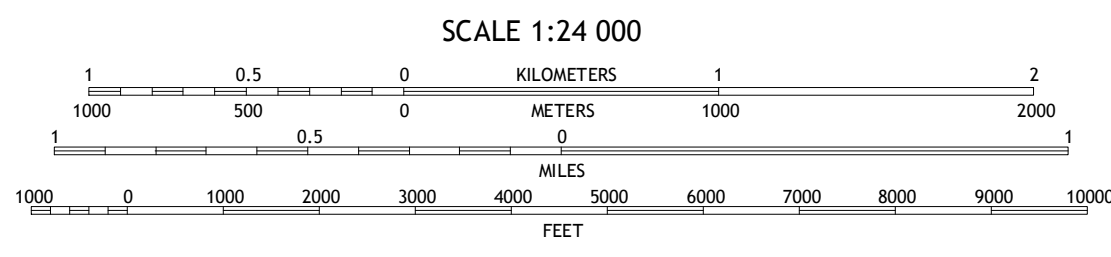 SCALE 1:24 000
1 0.5 0 KILOMETERS 1 2
1000 500 0 METERS 1000 2000
1 0.5 0 1
MILES
1000 0 1000 2000 3000 4000 5000 6000 7000 8000 9000 10000
FEET